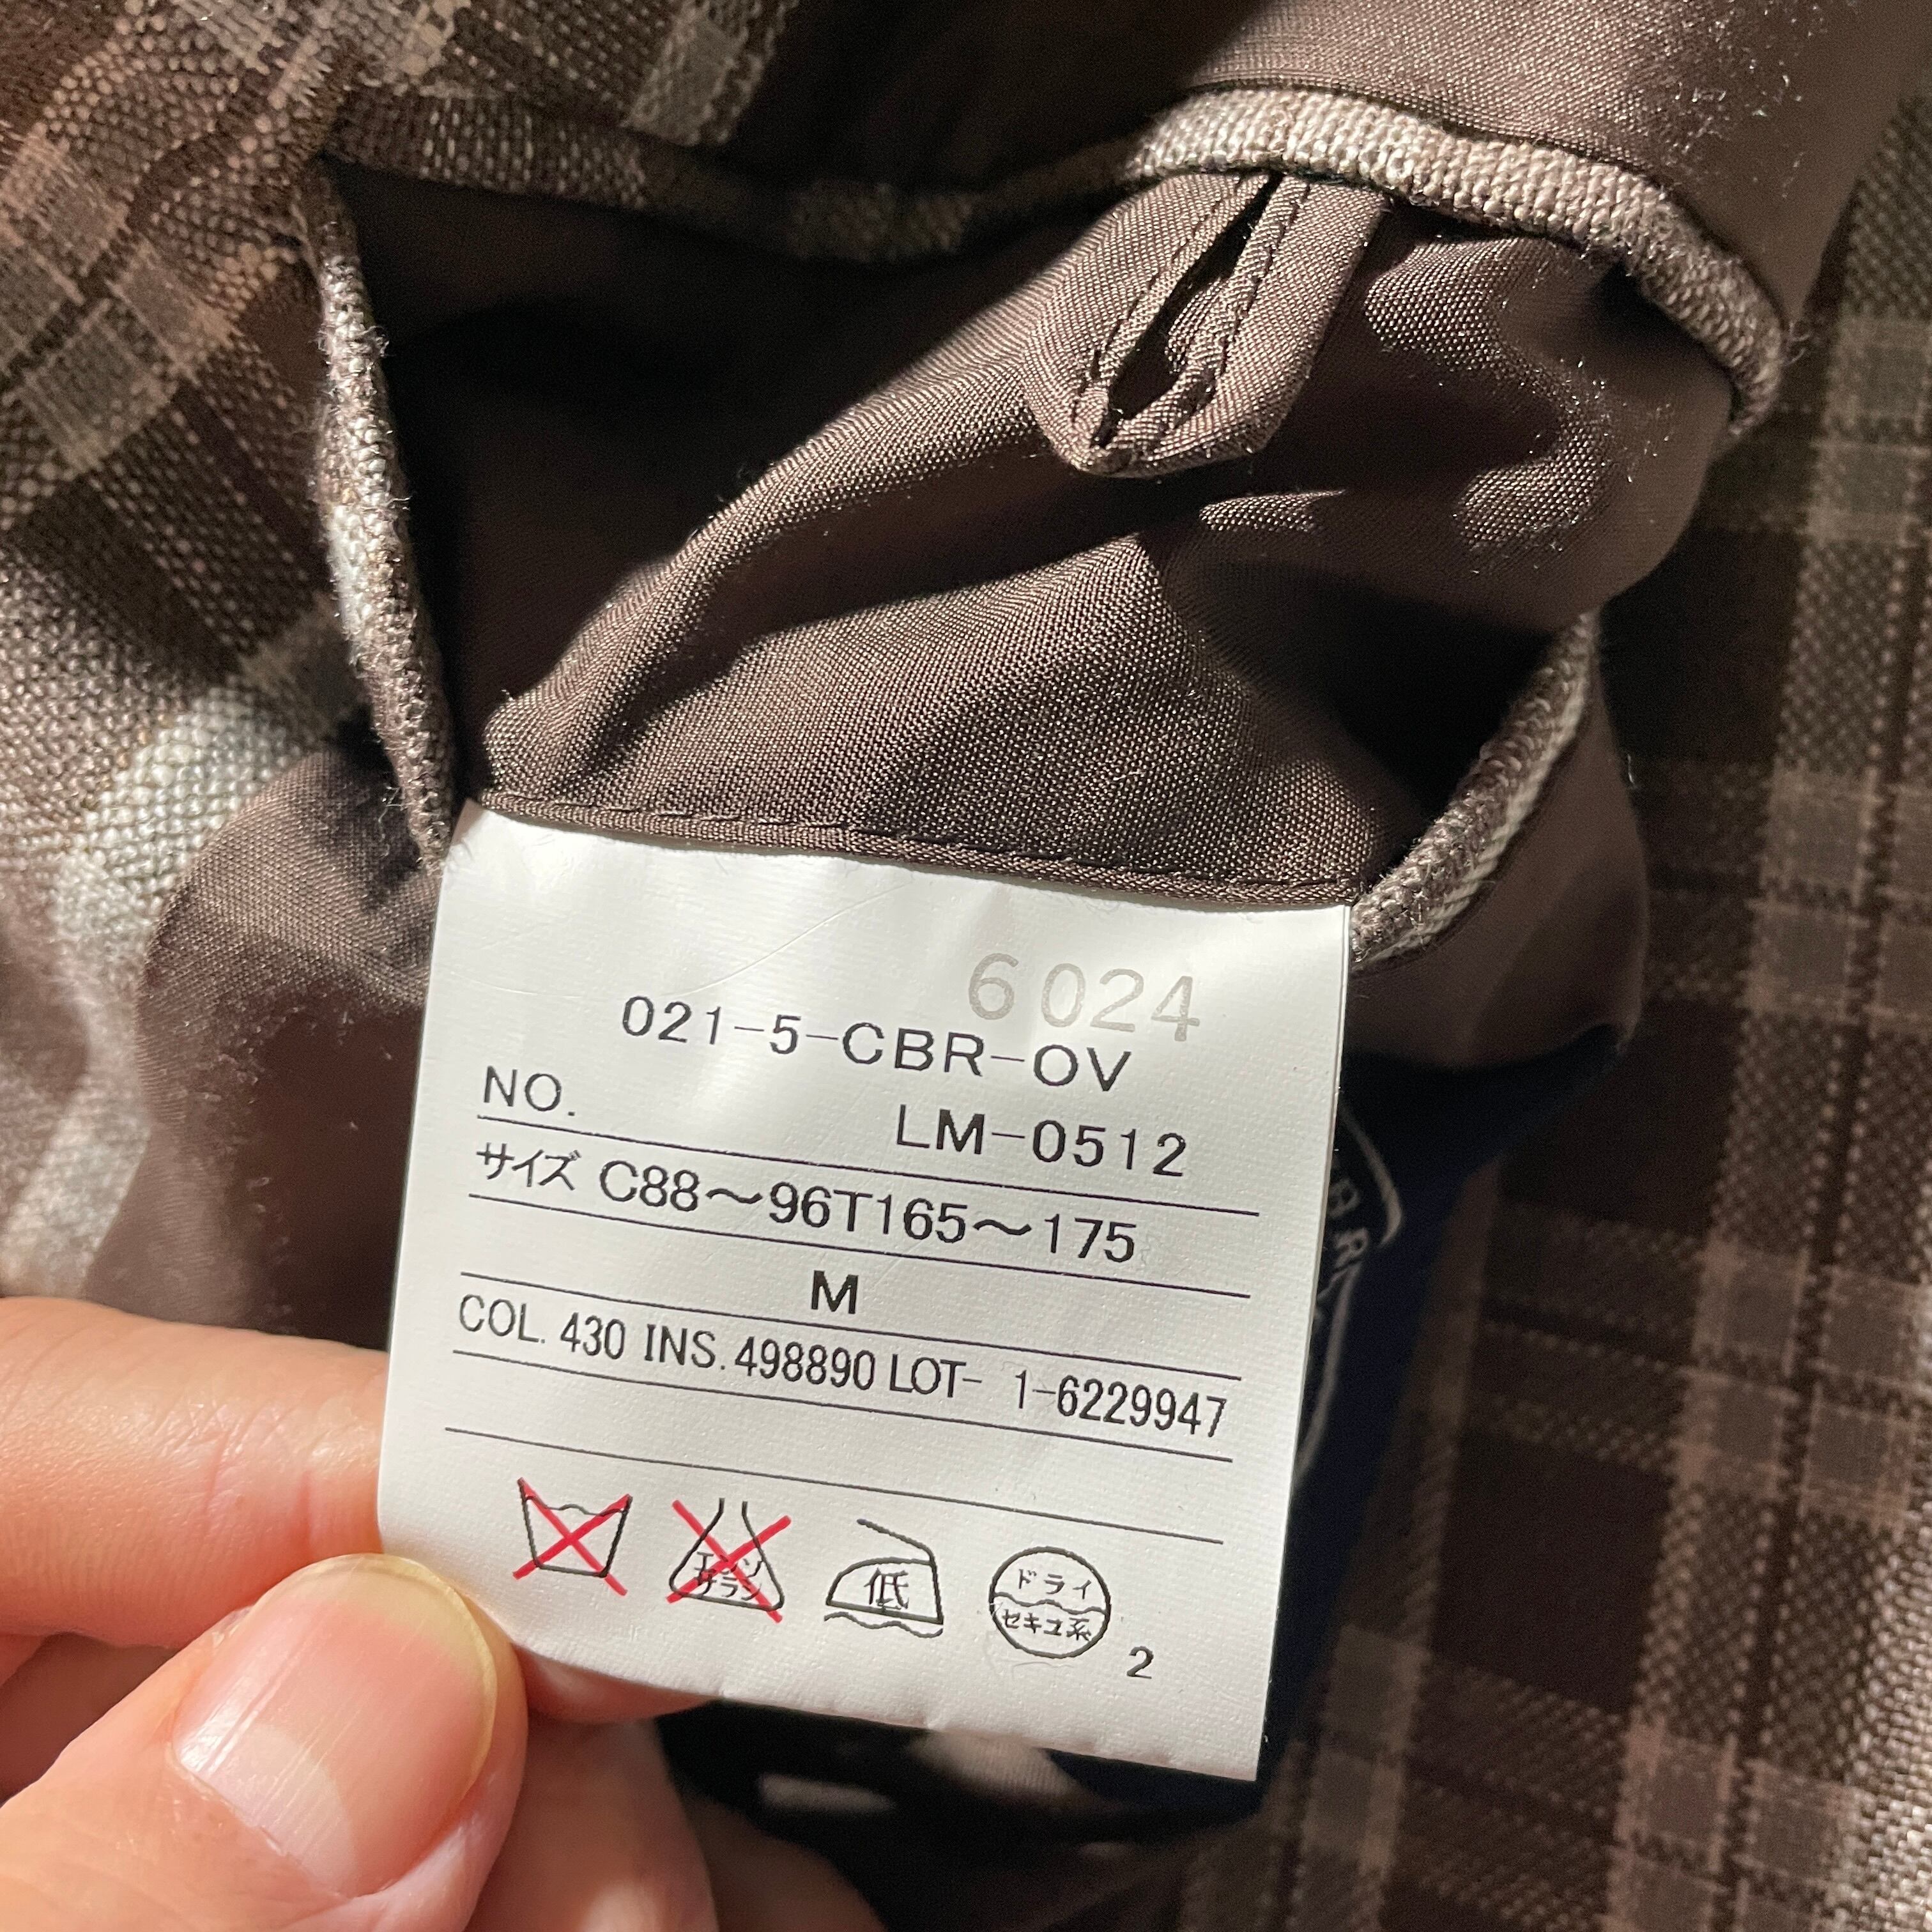 6024
021-5-CBR-OV
NO. LM-0512
サイズ C88～96T165～175
M
COL. 430 INS. 498890 LOT- 1-6229947
エンソ
サラシ
低
ドライ
セキユ系
2